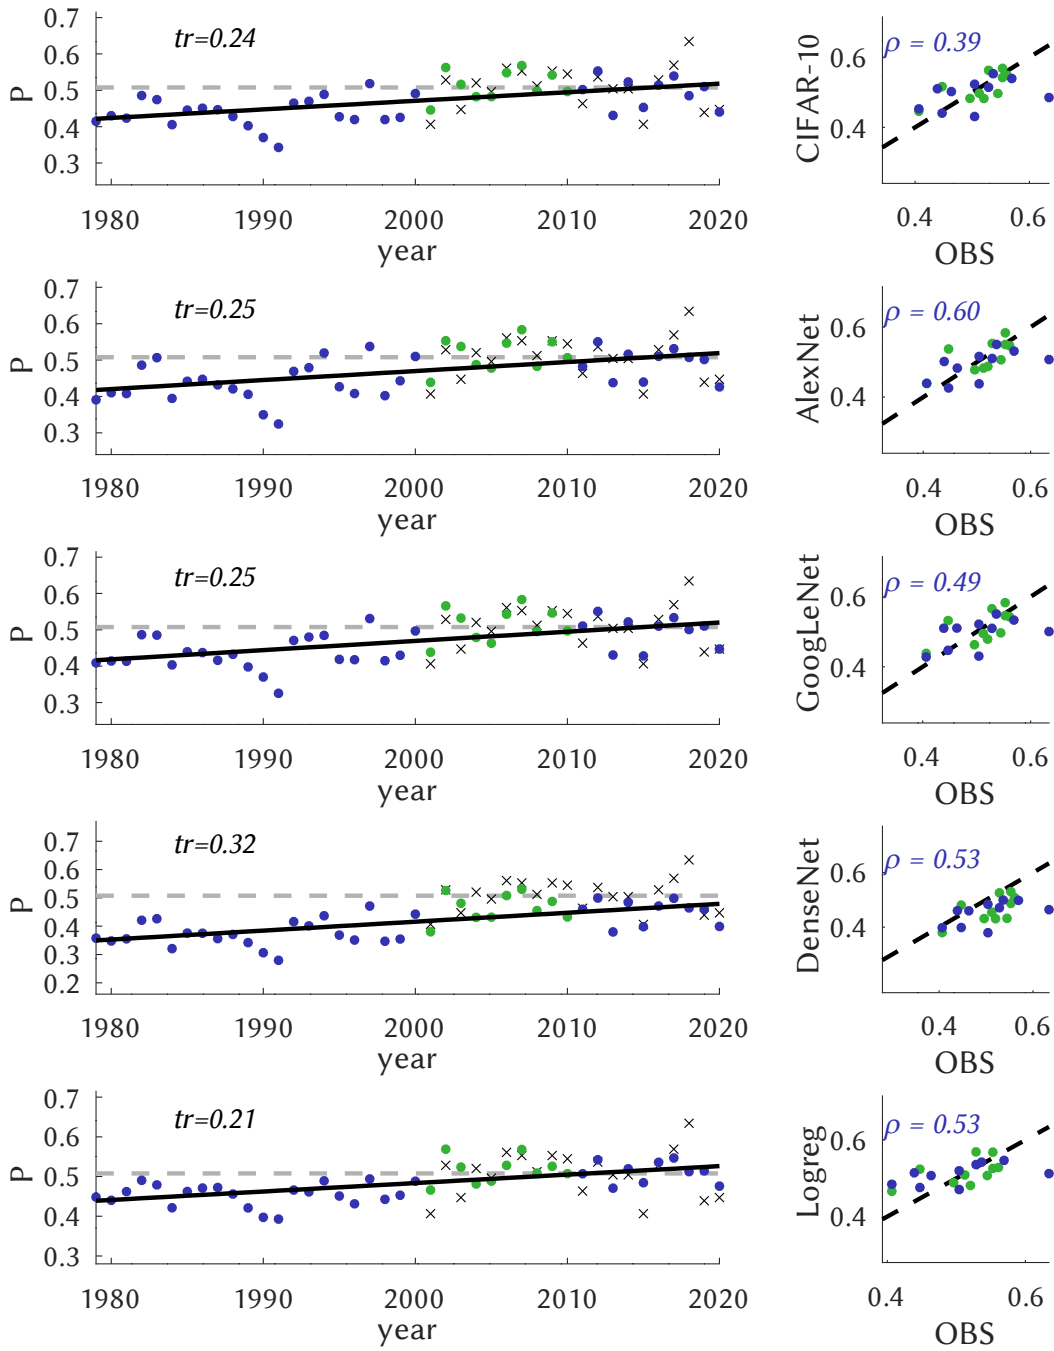 0.7
0.6
0.5
0.4
0.3
P
tr=0.24
1980
1990
2000
2010
2020
year
CIFAR-10
0.6
0.4
ρ = 0.39
0.4
0.6
OBS
0.7
0.6
0.5
0.4
0.3
P
tr=0.25
1980
1990
2000
2010
2020
year
AlexNet
0.6
0.4
ρ = 0.60
0.4
0.6
OBS
0.7
0.6
0.5
0.4
0.3
P
tr=0.25
1980
1990
2000
2010
2020
year
GoogLeNet
0.6
0.4
ρ = 0.49
0.4
0.6
OBS
0.7
0.6
0.5
0.4
0.3
0.2
P
tr=0.32
1980
1990
2000
2010
2020
year
DenseNet
0.6
0.4
ρ = 0.53
0.4
0.6
OBS
0.7
0.6
0.5
0.4
0.3
P
tr=0.21
1980
1990
2000
2010
2020
year
Logreg
0.6
0.4
ρ = 0.53
0.4
0.6
OBS